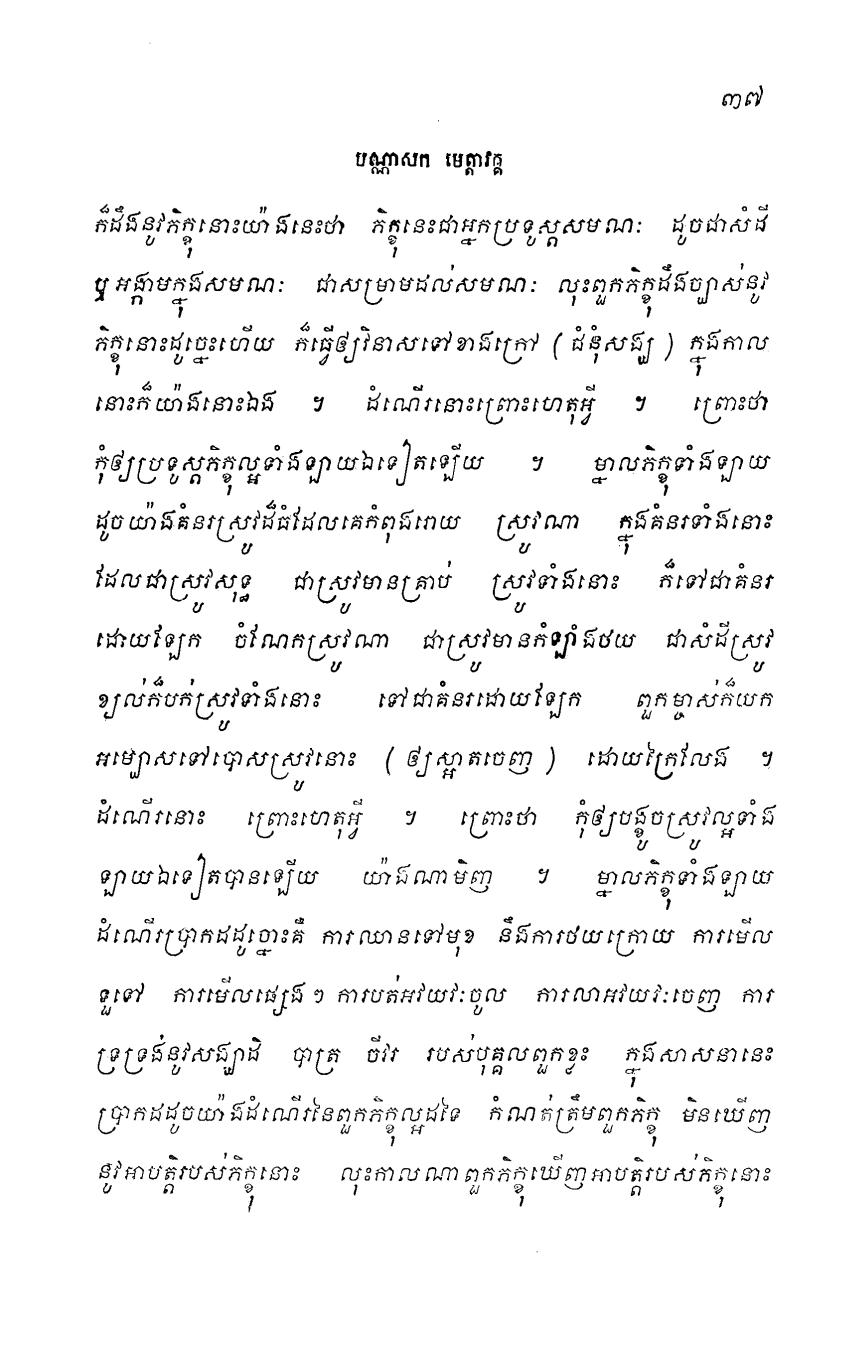 ៣៧
បណ្ណាសក មេត្តាវគ្គ
ក៏ដឹងនូវភិក្ខុនោះយ៉ាងនេះថា ភិក្ខុនេះជាអ្នកប្រទូស្តសមណៈ ដូចជាសំដី
ឬអង្កាមក្នុងសមណៈ ជាសម្រាមដល់សមណៈ លុះពួកភិក្ខុដឹងច្បាស់នូវ
ភិក្ខុនោះដូច្នេះហើយ ក៏ធ្វើឲ្យវិនាសទៅខាងក្រៅ ( ជំនុំសង្ឃ ) ក្នុងកាល
នោះក៏យ៉ាងនោះឯង ។ ដំណើរនោះព្រោះហេតុអ្វី ។ ព្រោះថា
កុំឲ្យប្រទូស្តភិក្ខុល្អទាំងឡាយឯទៀតឡើយ ។ ម្នាលភិក្ខុទាំងឡាយ
ដូចយ៉ាងគំនរស្រូវដ៏ធំដែលគេកំពុងរោយ ស្រូវណា ក្នុងគំនរទាំងនោះ
ដែលជាស្រូវសុទ្ធ ជាស្រូវមានគ្រាប់ ស្រូវទាំងនោះ ក៏ទៅជាគំនរ
ដោយឡែក ចំណែកស្រូវណា ជាស្រូវមានកំឡាំងថយ ជាសំដីស្រូវ
ខ្យល់ក៏បក់ស្រូវទាំងនោះ ទៅជាគំនរដោយឡែក ពួកម្ចាស់ក៏យក
អម្បោសទៅបោសស្រូវនោះ ( ឲ្យស្អាតចេញ ) ដោយក្រៃលែង ។
ដំណើរនោះ ព្រោះហេតុអ្វី ។ ព្រោះថា កុំឲ្យបង្ខូចស្រូវល្អទាំង
ឡាយឯទៀតបានឡើយ យ៉ាងណាមិញ ។ ម្នាលភិក្ខុទាំងឡាយ
ដំណើរប្រាកដដូច្នោះគឺ ការឈានទៅមុខ នឹងការថយក្រោយ ការមើល
ទួទៅ ការមើលផ្សេងៗ ការបត់អវយវៈចូល ការលាអវយវៈចេញ ការ
ទ្រទ្រង់នូវសង្ឃាដិ បាត្រ ចីវរ របស់បុគ្គលពួកខ្លះ ក្នុងសាសនានេះ
ប្រាកដដូចយ៉ាងដំណើរនៃពួកភិក្ខុល្អដទៃ កំណត់ត្រឹមពួកភិក្ខុ មិនឃើញ
នូវអាបត្តិរបស់ភិក្ខុនោះ លុះកាលណាពួកភិក្ខុឃើញអាបត្តិរបស់ភិក្ខុនោះ